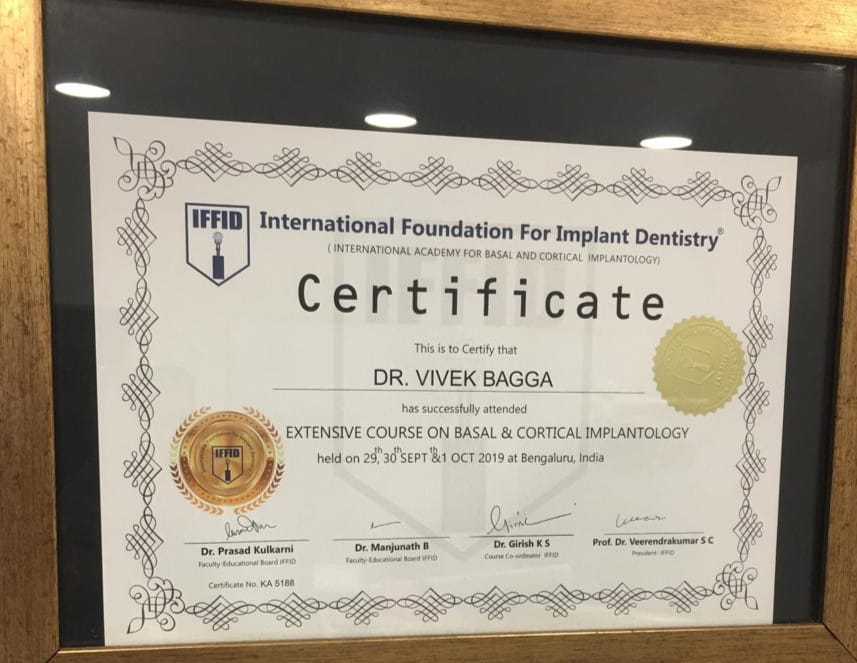 IFFID
International Foundation For Implant Dentistry®
( INTERNATIONAL ACADEMY FOR BASAL AND CORTICAL IMPLANTOLOGY)
Certificate
This is to Certify that
DR. VIVEK BAGGA
has successfully attended
EXTENSIVE COURSE ON BASAL & CORTICAL IMPLANTOLOGY
held on 29th, 30th SEPT &1st OCT 2019 at Bengaluru, India
IFFID
Dr. Prasad Kulkarni
Faculty-Educational Board IFFID
Dr. Manjunath B
Faculty-Educational Board IFFID
Dr. Girish K S
Course Co-ordinator IFFID
Prof. Dr. Veerendrakumar S C
President- IFFID
Certificate No. KA 5188